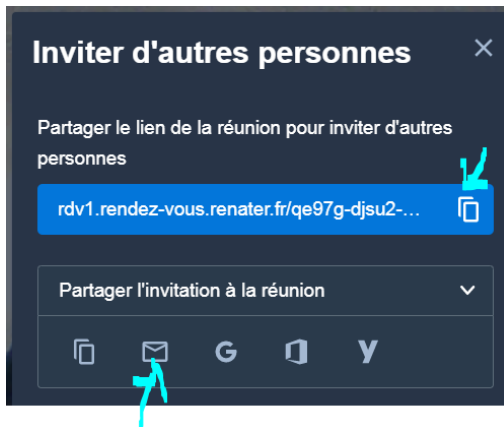 Inviter d'autres personnes
Partager le lien de la réunion pour inviter d'autres
personnes
rdv1.rendez-vous.renater.fr/qe97g-djsu2-...
Partager l'invitation à la réunion